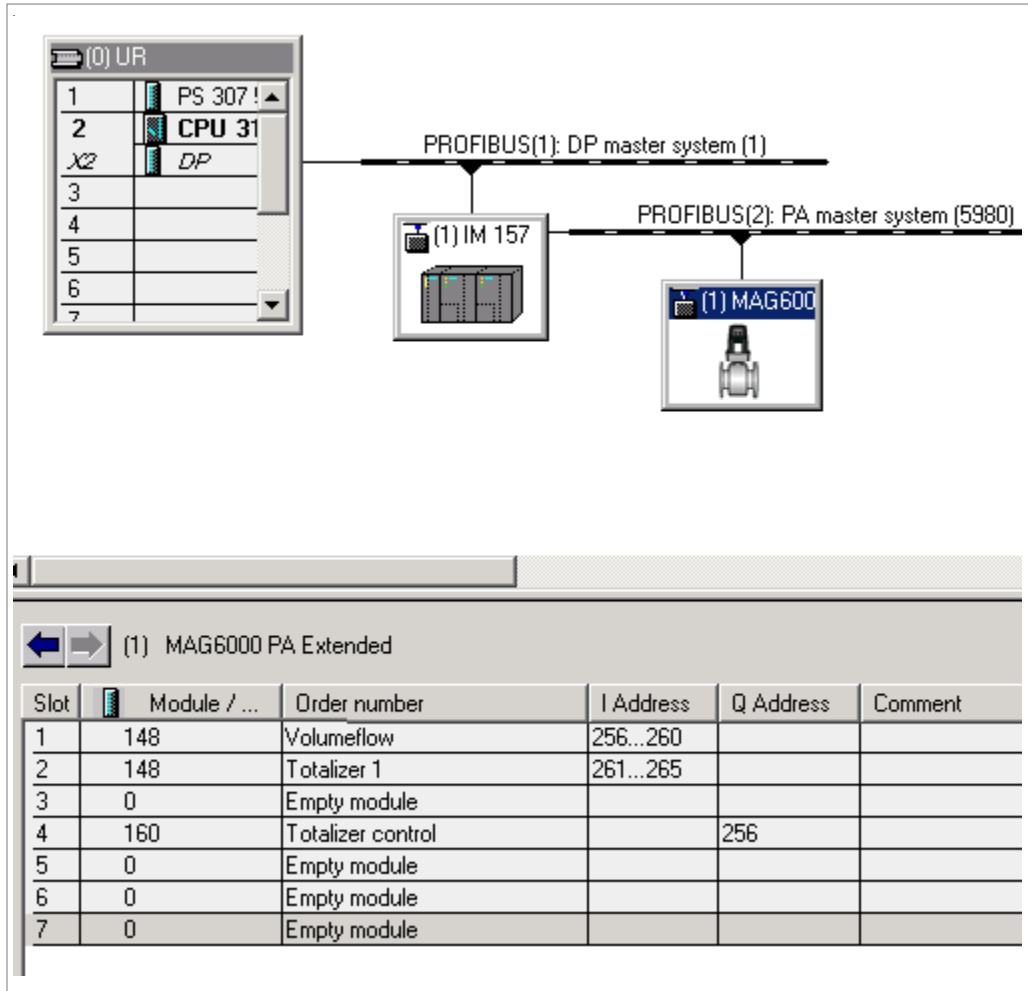 (0) UR
1 PS 307 5
2 CPU 31
X2 DP
3
4
5
6
7
PROFIBUS(1): DP master system (1)
(1) IM 157
PROFIBUS(2): PA master system (5980)
(1) MAG600
(1) MAG6000 PA Extended
Slot Module / ... Order number I Address Q Address Comment
1 148 Volumeflow 256...260
2 148 Totalizer 1 261...265
3 0 Empty module
4 160 Totalizer control 256
5 0 Empty module
6 0 Empty module
7 0 Empty module